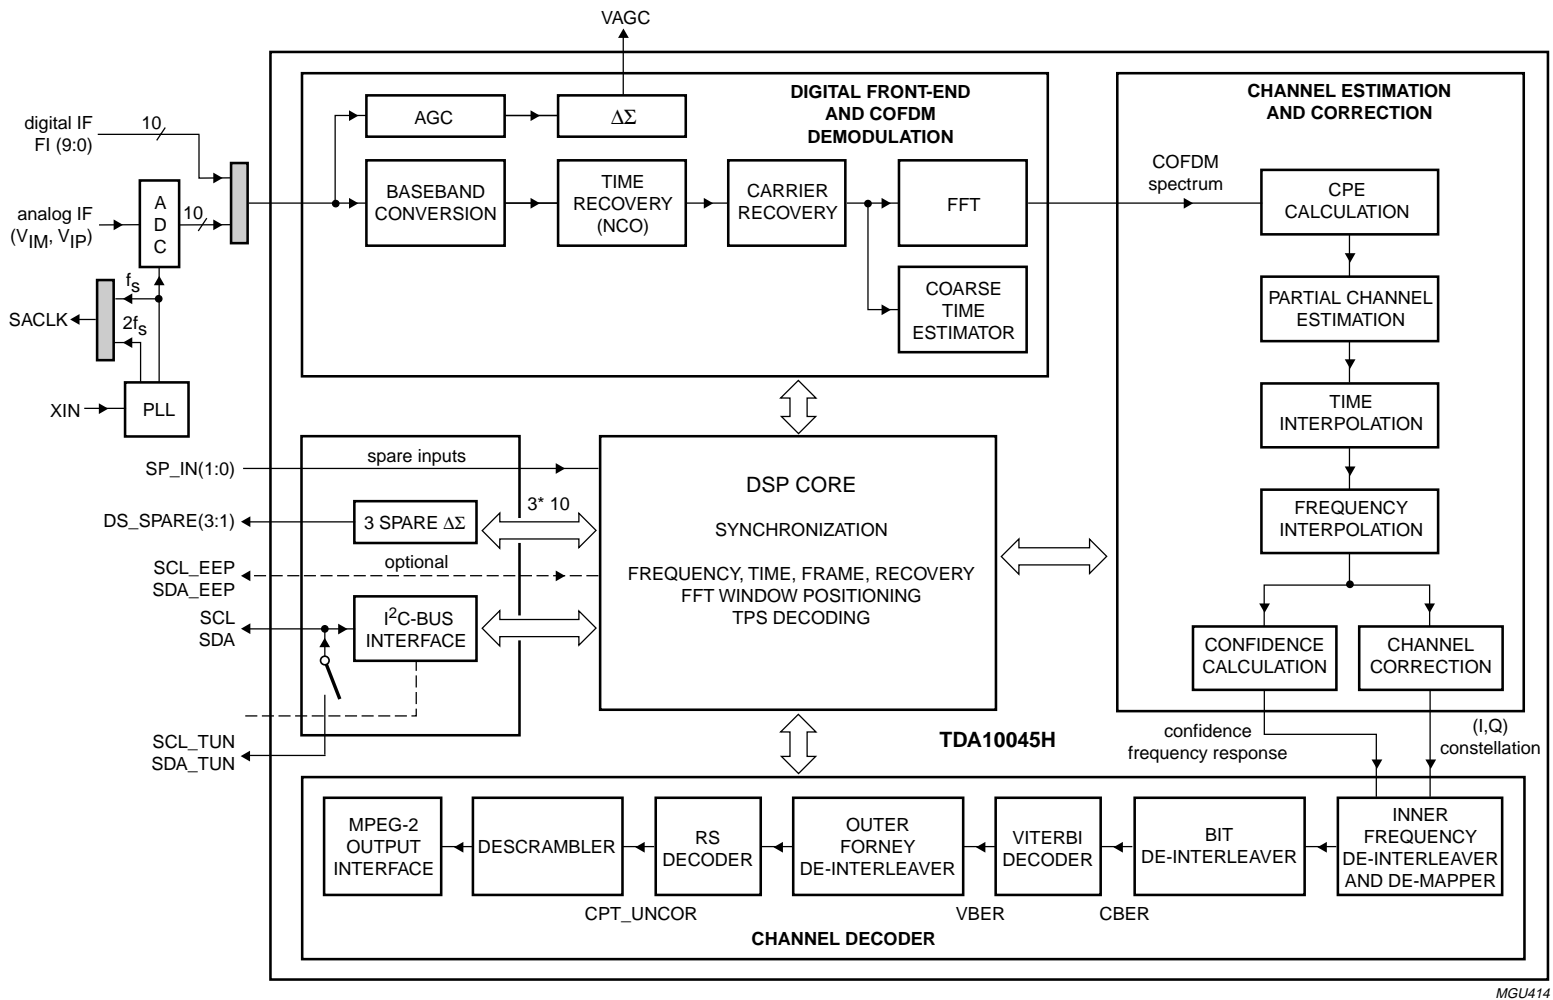 VAGC
DIGITAL FRONT-END
AND COFDM
DEMODULATION
CHANNEL ESTIMATION
AND CORRECTION
digital IF
FI (9:0)
10
AGC
ΔΣ
analog IF
(VIM, VIP)
A
D
C
10
BASEBAND
CONVERSION
TIME
RECOVERY
(NCO)
CARRIER
RECOVERY
FFT
COFDM
spectrum
CPE
CALCULATION
COARSE
TIME
ESTIMATOR
PARTIAL CHANNEL
ESTIMATION
fs
SACLK
2fs
XIN
PLL
TIME
INTERPOLATION
SP_IN(1:0)
spare inputs
DS_SPARE(3:1)
3 SPARE ΔΣ
3* 10
SCL_EEP
SDA_EEP
optional
SCL
SDA
I2C-BUS
INTERFACE
SCL_TUN
SDA_TUN
DSP CORE
SYNCHRONIZATION
FREQUENCY, TIME, FRAME, RECOVERY
FFT WINDOW POSITIONING
TPS DECODING
FREQUENCY
INTERPOLATION
CONFIDENCE
CALCULATION
CHANNEL
CORRECTION
TDA10045H
confidence
frequency response
(I,Q)
constellation
MPEG-2
OUTPUT
INTERFACE
DESCRAMBLER
RS
DECODER
OUTER
FORNEY
DE-INTERLEAVER
VITERBI
DECODER
BIT
DE-INTERLEAVER
INNER
FREQUENCY
DE-INTERLEAVER
AND DE-MAPPER
CPT_UNCOR
VBER
CBER
CHANNEL DECODER
MGU414